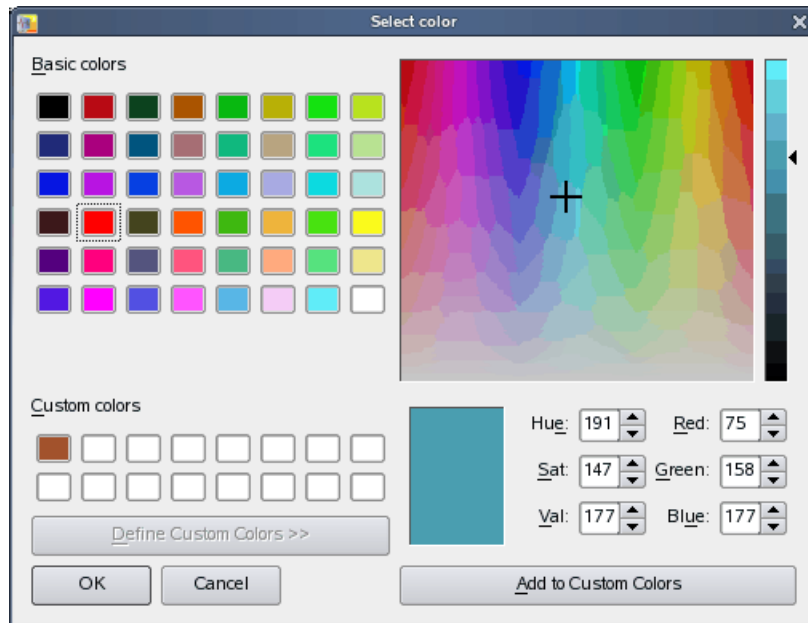 Select color
Basic colors
Custom colors
Define Custom Colors >>
OK
Cancel
Hue: 191
Red: 75
Sat: 147
Green: 158
Val: 177
Blue: 177
Add to Custom Colors